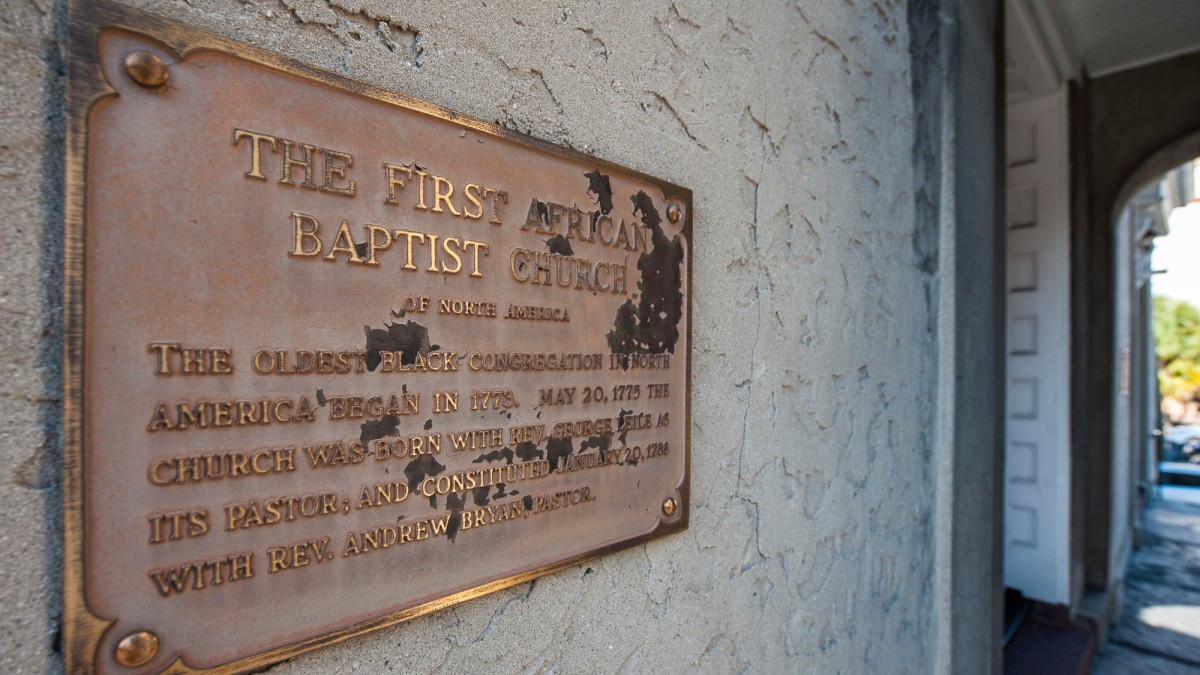 THE FIRST AFRICAN
BAPTIST CHURCH
OF NORTH AMERICA
THE OLDEST BLACK CONGREGATION IN NORTH
AMERICA BEGAN IN 1773. MAY 20, 1775 THE
CHURCH WAS BORN WITH REV. GEORGE LEILE AS
ITS PASTOR; AND CONSTITUTED JANUARY 20, 1788
WITH REV. ANDREW BRYAN, PASTOR.